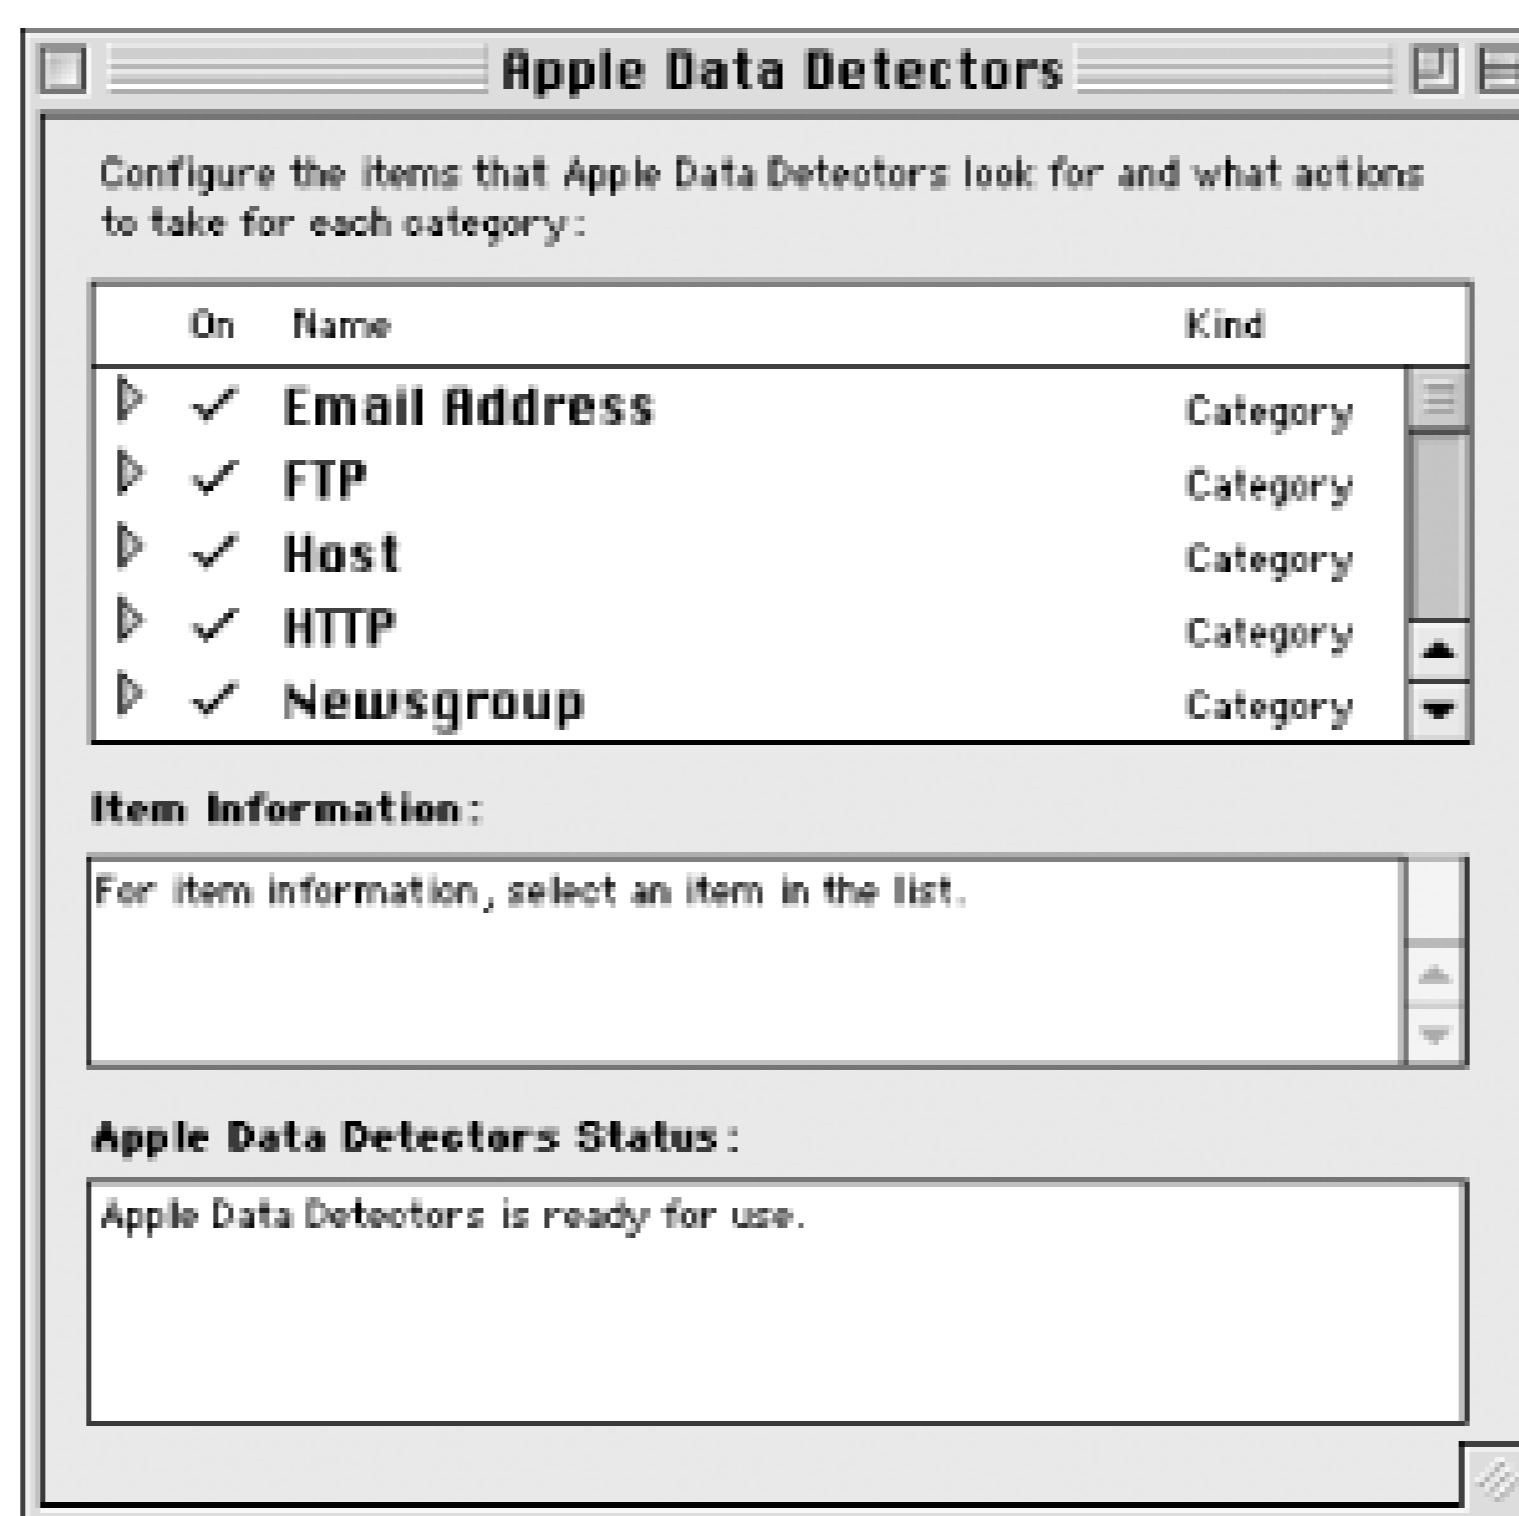 Apple Data Detectors
Configure the items that Apple Data Detectors look for and what actions
to take for each category:
On Name Kind
Email Address Category
FTP Category
Host Category
HTTP Category
Newsgroup Category
Item Information:
For item information, select an item in the list.
Apple Data Detectors Status:
Apple Data Detectors is ready for use.